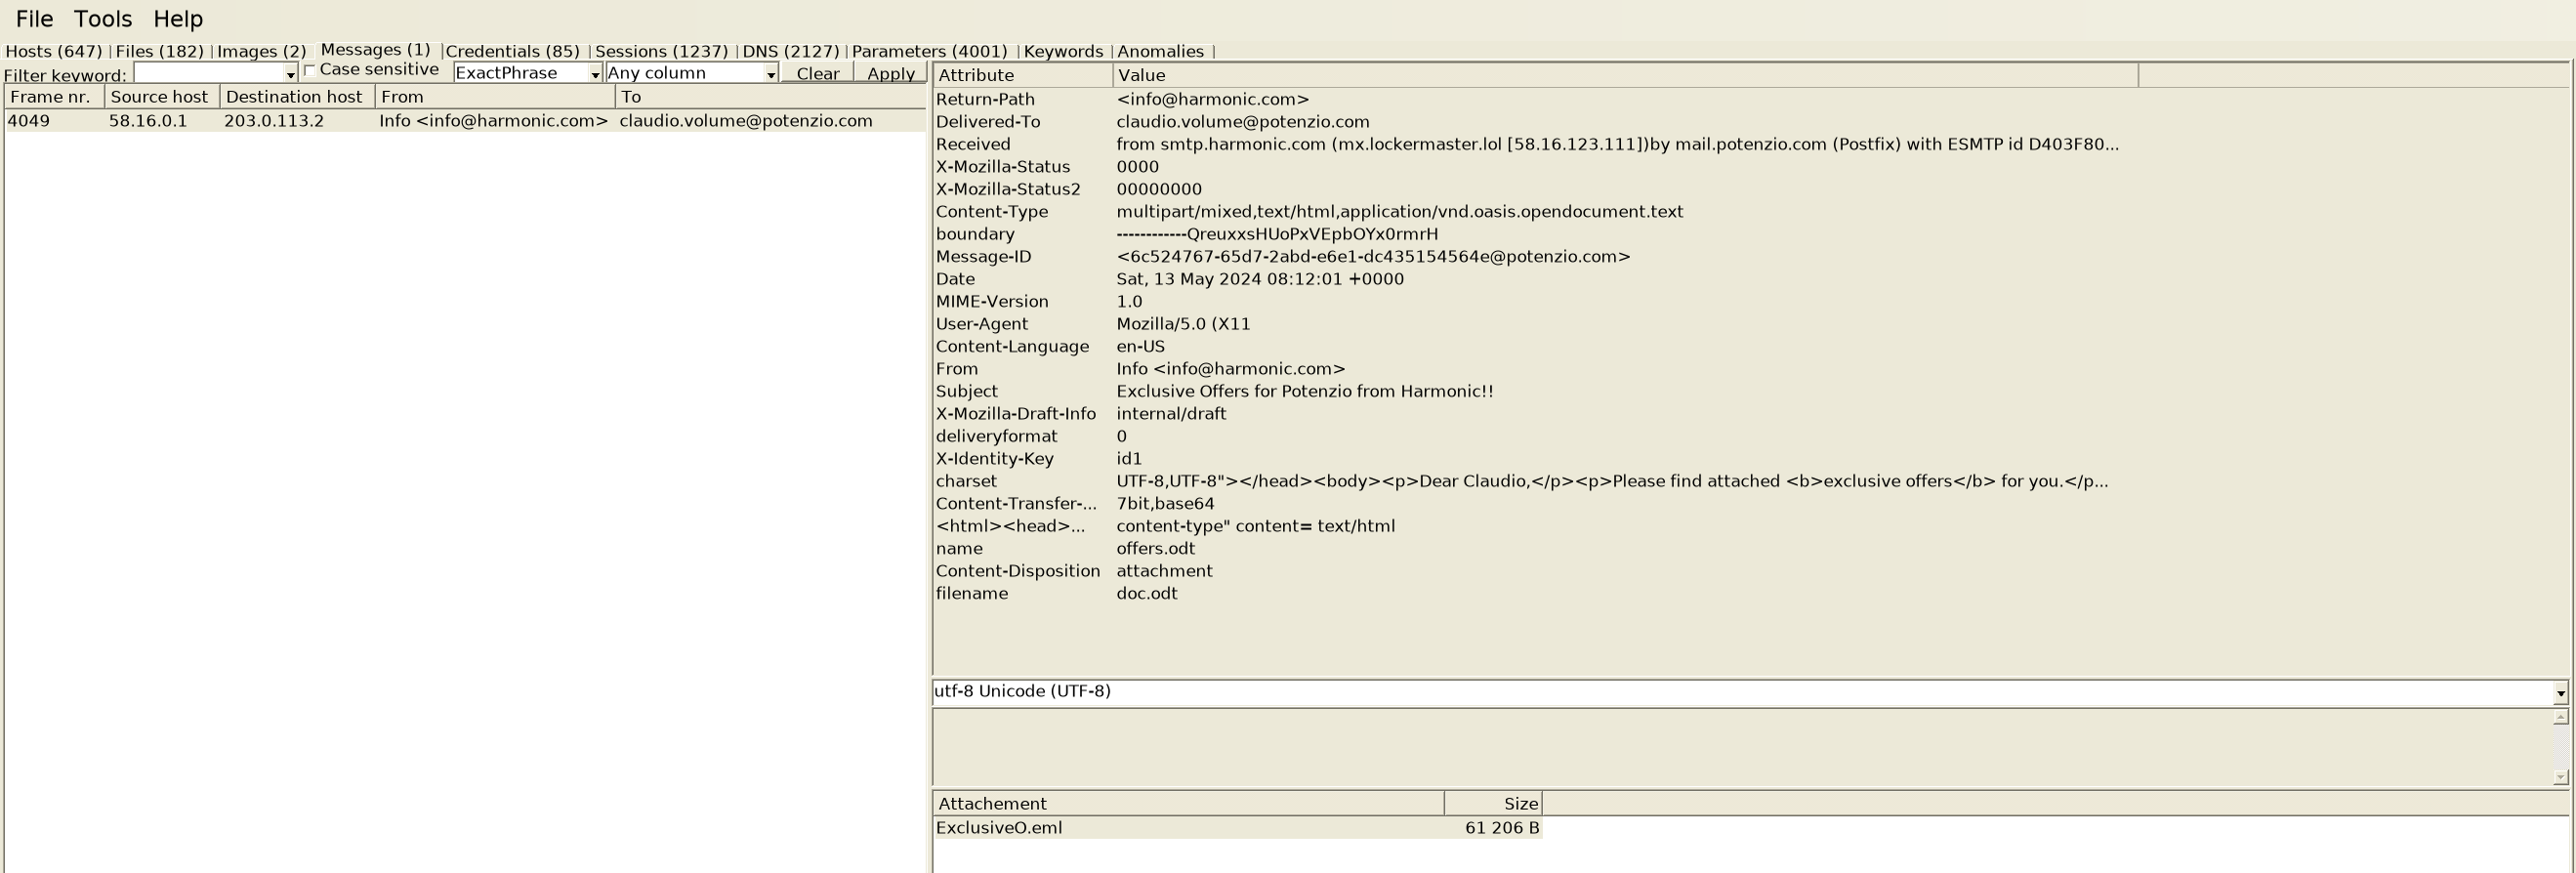 File Tools Help
Hosts (647) Files (182) Images (2) Messages (1) Credentials (85) Sessions (1237) DNS (2127) Parameters (4001) Keywords Anomalies
Filter keyword: Case sensitive ExactPhrase Any column Clear Apply
Frame nr. Source host Destination host From To
4049 58.16.0.1 203.0.113.2 Info <info@harmonic.com> claudio.volume@potenzio.com
Attribute Value
Return-Path <info@harmonic.com>
Delivered-To claudio.volume@potenzio.com
Received from smtp.harmonic.com (mx.lockermaster.lol [58.16.123.111])by mail.potenzio.com (Postfix) with ESMTP id D403F80...
X-Mozilla-Status 0000
X-Mozilla-Status2 00000000
Content-Type multipart/mixed,text/html,application/vnd.oasis.opendocument.text
boundary ------------QreuxxsHUoPxVEpbOYx0rmrH
Message-ID <6c524767-65d7-2abd-e6e1-dc435154564e@potenzio.com>
Date Sat, 13 May 2024 08:12:01 +0000
MIME-Version 1.0
User-Agent Mozilla/5.0 (X11
Content-Language en-US
From Info <info@harmonic.com>
Subject Exclusive Offers for Potenzio from Harmonic!!
X-Mozilla-Draft-Info internal/draft
deliveryformat 0
X-Identity-Key id1
charset UTF-8,UTF-8"></head><body><p>Dear Claudio,</p><p>Please find attached <b>exclusive offers</b> for you.</p...
Content-Transfer-... 7bit,base64
<html><head>... content-type" content= text/html
name offers.odt
Content-Disposition attachment
filename doc.odt
utf-8 Unicode (UTF-8)
Attachement Size
ExclusiveO.eml 61 206 B